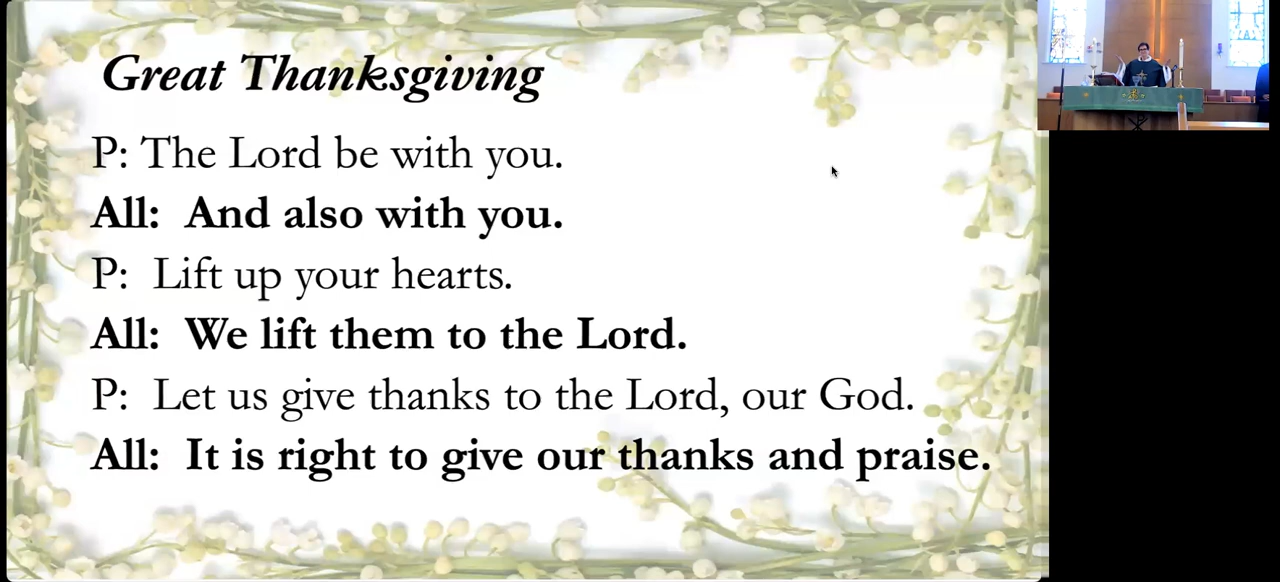 Great Thanksgiving
P: The Lord be with you.
All: And also with you.
P: Lift up your hearts.
All: We lift them to the Lord.
P: Let us give thanks to the Lord, our God.
All: It is right to give our thanks and praise.